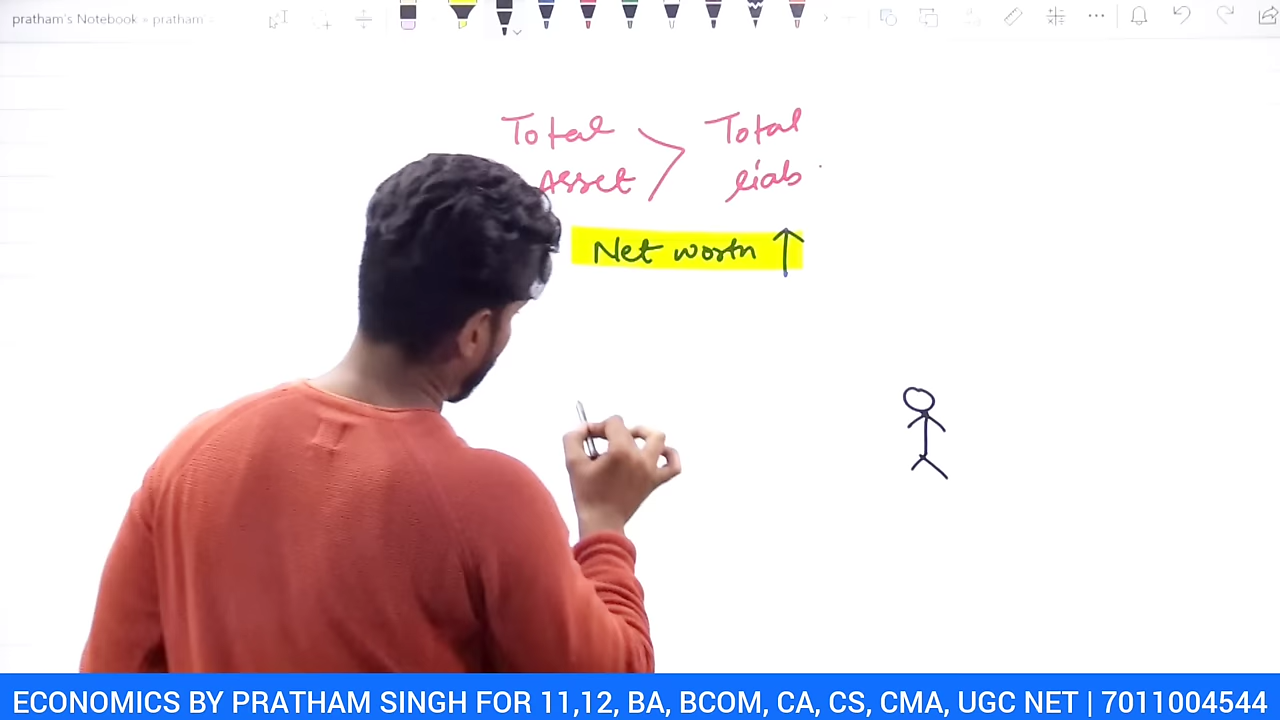 pratham's Notebook » pratham
Total > Total
Asset liab
Net worth ↑
ECONOMICS BY PRATHAM SINGH FOR 11,12, BA, BCOM, CA, CS, CMA, UGC NET | 7011004544